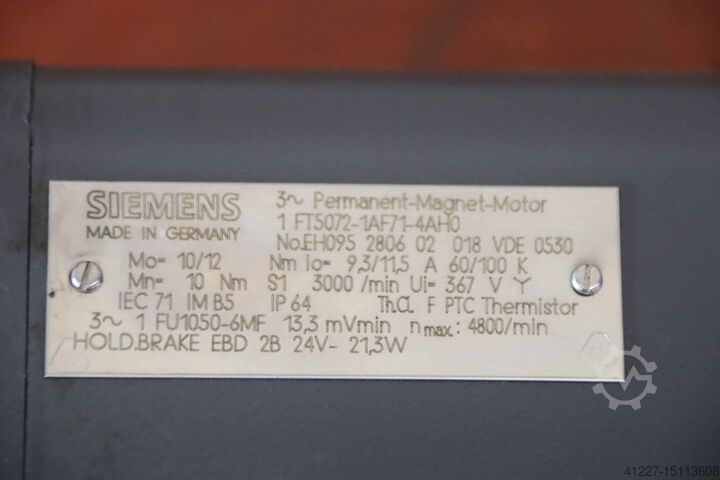 SIEMENS
MADE IN GERMANY
3~ Permanent-Magnet-Motor
1 FT5072-1AF71-4AH0
No.EH095 2806 02 018 VDE 0530
Mo= 10/12 Nm Io= 9,3/11,5 A 60/100 K
Mn= 10 Nm S1 3000 /min Ui= 367 V Y
IEC 71 IM B5 IP 64 Th.Cl. F PTC Thermistor
3~ 1 FU1050-6MF 13,3 mVmin nmax.: 4800/min
HOLD.BRAKE EBD 2B 24V- 21,3W
41227-15113608